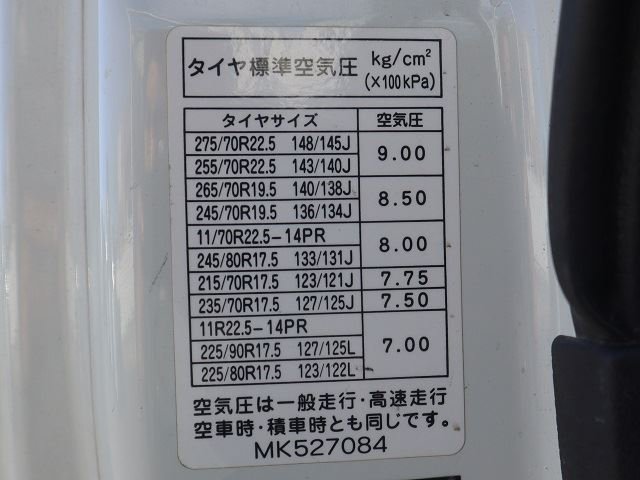 タイヤ標準空気圧 kg/cm² (×100kPa)
タイヤサイズ 空気圧
275/70R22.5 148/145J 9.00
255/70R22.5 143/140J
265/70R19.5 140/138J 8.50
245/70R19.5 136/134J
11/70R22.5-14PR 8.00
245/80R17.5 133/131J
215/70R17.5 123/121J 7.75
235/70R17.5 127/125J 7.50
11R22.5-14PR 7.00
225/90R17.5 127/125L
225/80R17.5 123/122L
空気圧は一般走行・高速走行
空車時・積車時とも同じです。
MK527084